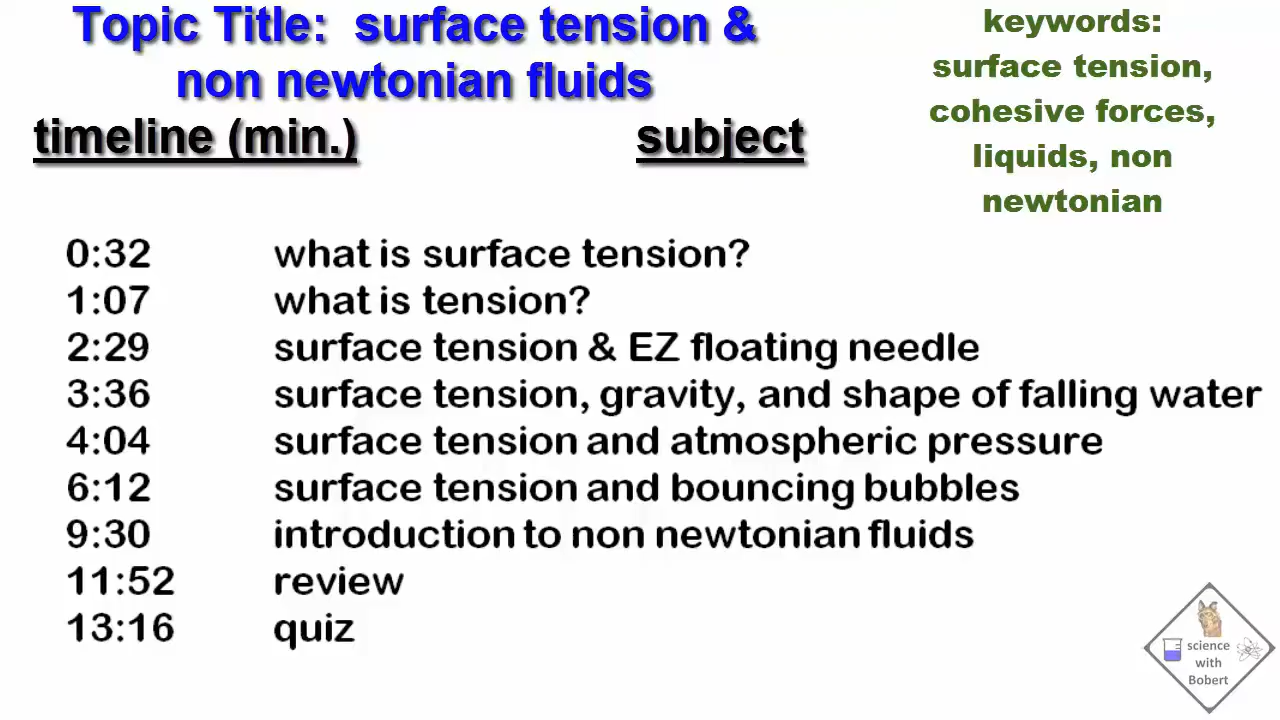 Topic Title: surface tension &
non newtonian fluids
keywords:
surface tension,
cohesive forces,
liquids, non
newtonian
timeline (min.) subject
0:32 what is surface tension?
1:07 what is tension?
2:29 surface tension & EZ floating needle
3:36 surface tension, gravity, and shape of falling water
4:04 surface tension and atmospheric pressure
6:12 surface tension and bouncing bubbles
9:30 introduction to non newtonian fluids
11:52 review
13:16 quiz
science
with
Bobert